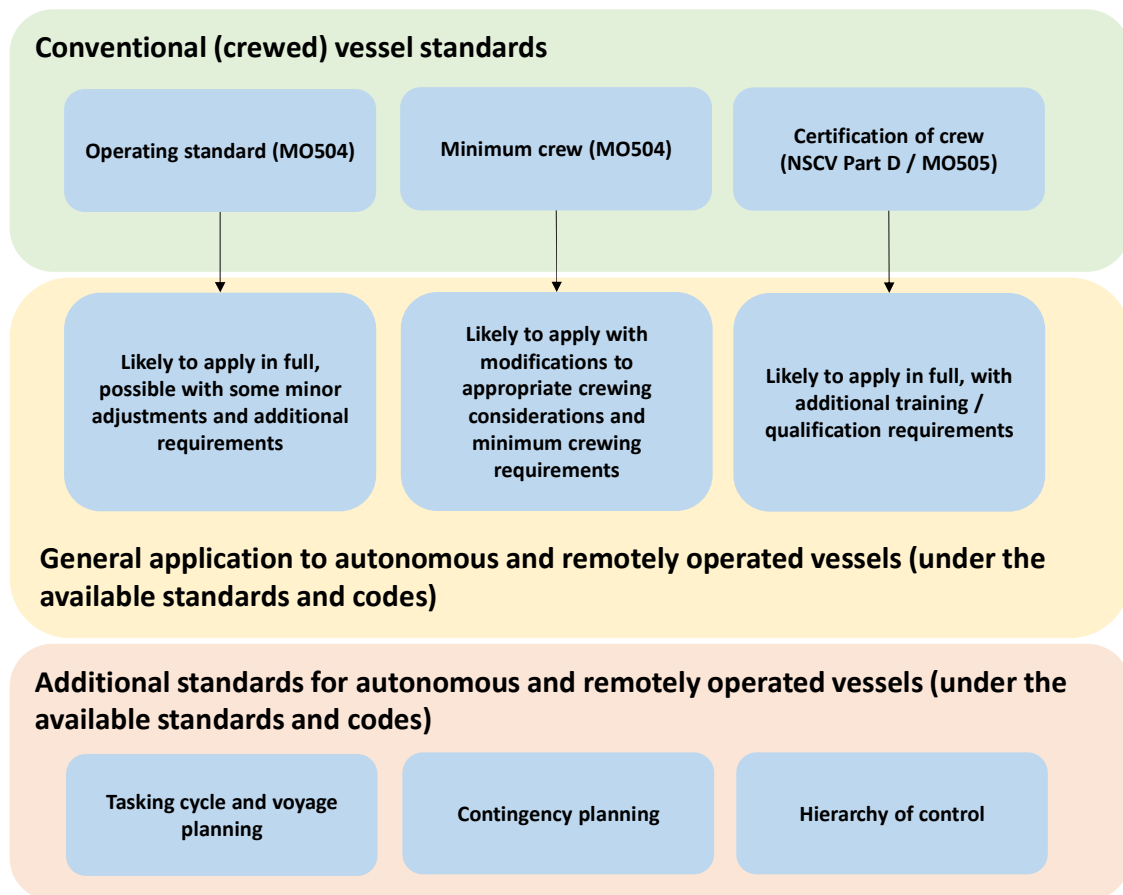 Conventional (crewed) vessel standards
Operating standard (MO504)
Minimum crew (MO504)
Certification of crew
(NSCV Part D / MO505)
Likely to apply in full,
possible with some minor
adjustments and additional
requirements
Likely to apply with
modifications to
appropriate crewing
considerations and
minimum crewing
requirements
Likely to apply in full, with
additional training /
qualification requirements
General application to autonomous and remotely operated vessels (under the
available standards and codes)
Additional standards for autonomous and remotely operated vessels (under the
available standards and codes)
Tasking cycle and voyage
planning
Contingency planning
Hierarchy of control